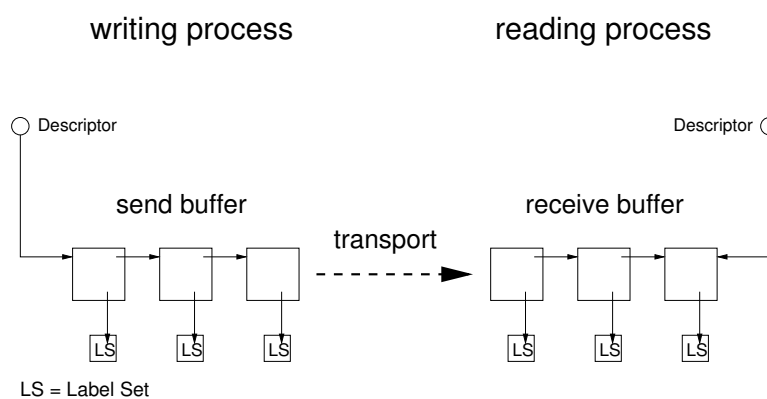 writing process
reading process
Descriptor
Descriptor
send buffer
receive buffer
transport
LS
LS
LS
LS
LS
LS
LS = Label Set